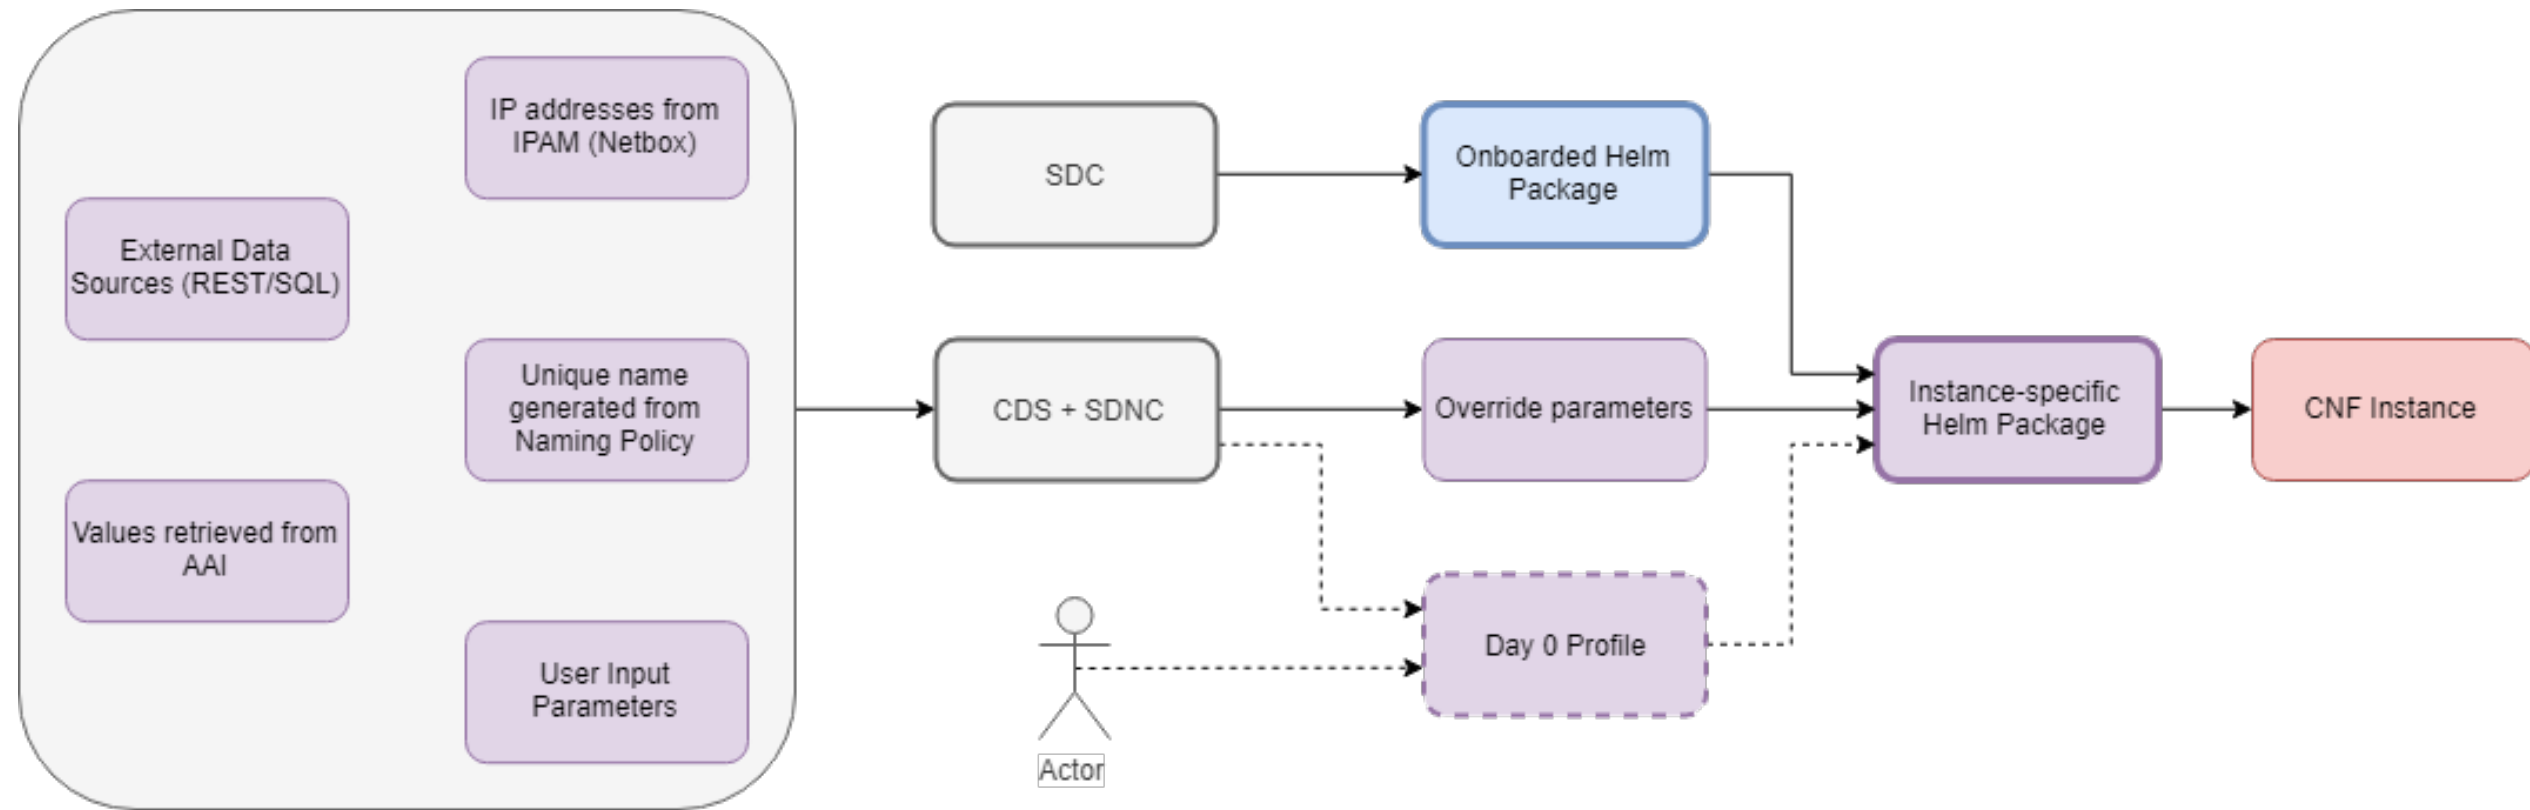 IP addresses from
IPAM (Netbox)
External Data
Sources (REST/SQL)
Unique name
generated from
Naming Policy
Values retrieved from
AAI
User Input
Parameters
SDC
Onboarded Helm
Package
CDS + SDNC
Override parameters
Instance-specific
Helm Package
CNF Instance
Day 0 Profile
Actor